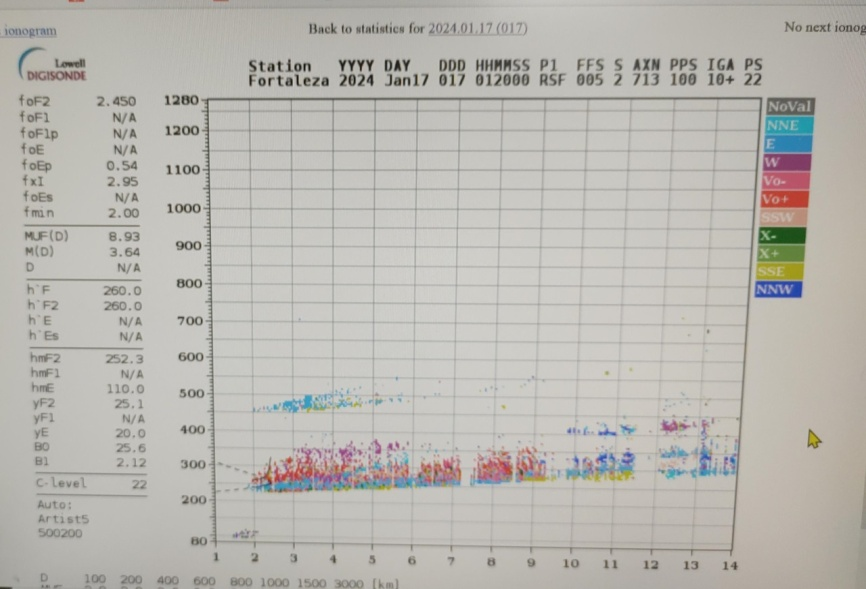 ionogram
Back to statistics for 2024.01.17 (017)
No next ionog
Lowell
DIGISONDE
Station YYYY DAY DDD HHMMSS P1 FFS S AXN PPS IGA PS
Fortaleza 2024 Jan17 017 012000 RSF 005 2 713 100 10+ 22
foF2 2.450
foF1 N/A
foF1p N/A
foE N/A
foEp 0.54
fxI 2.95
foEs N/A
fmin 2.00
MUF(D) 8.93
M(D) 3.64
D N/A
h`F 260.0
h`F2 260.0
h`E N/A
h`Es N/A
hmF2 252.3
hmF1 N/A
hmE 110.0
yF2 25.1
yF1 N/A
yE 20.0
B0 25.6
B1 2.12
C-level 22
Auto:
Artist5
500200
1280
1200
1100
1000
900
800
700
600
500
400
300
200
80
1 2 3 4 5 6 7 8 9 10 11 12 13 14
NoVal
NNE
E
W
Vo-
Vo+
SSW
X-
X+
SSE
NNW
D 100 200 400 600 800 1000 1500 3000 [km]